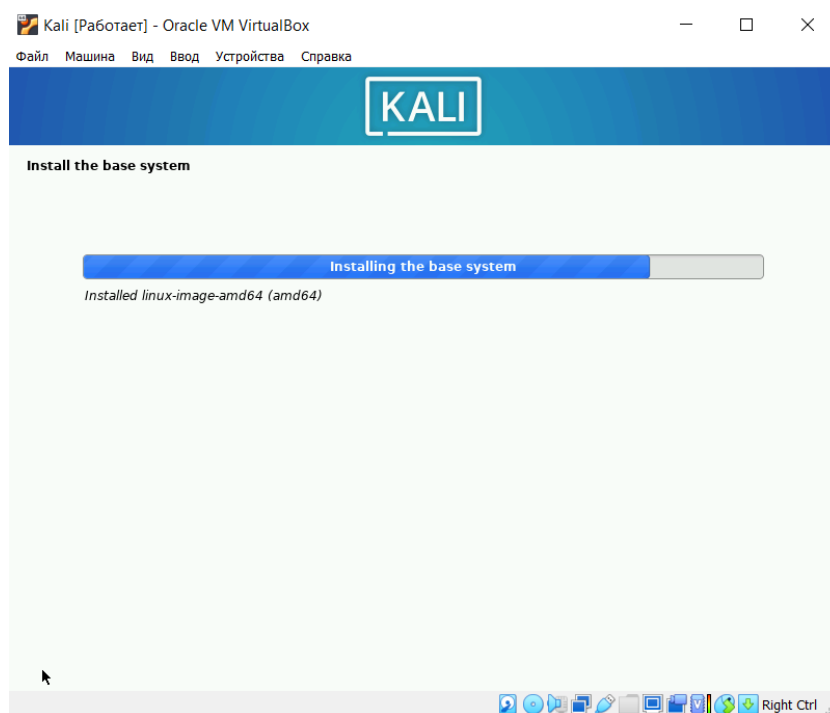 Kali [Работает] - Oracle VM VirtualBox
Файл Машина Вид Ввод Устройства Справка
KALI
Install the base system
Installing the base system
Installed linux-image-amd64 (amd64)
Right Ctrl